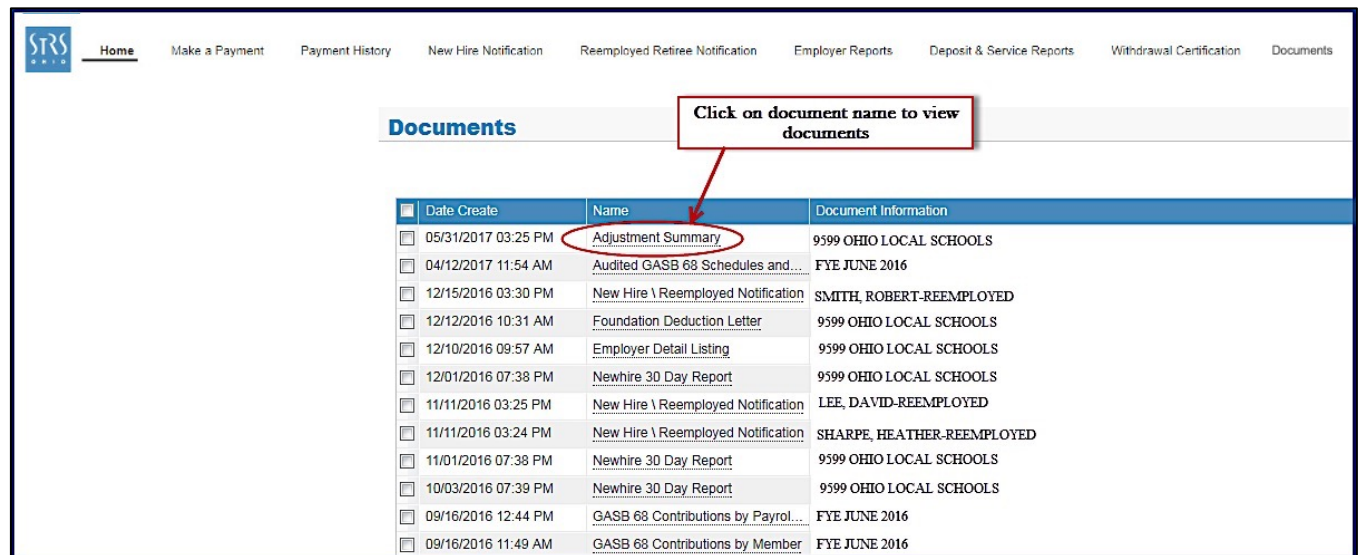 STRS
OHIO
Home Make a Payment Payment History New Hire Notification Reemployed Retiree Notification Employer Reports Deposit & Service Reports Withdrawal Certification Documents
Click on document name to view
documents
Documents
Date Create Name Document Information
05/31/2017 03:25 PM Adjustment Summary 9599 OHIO LOCAL SCHOOLS
04/12/2017 11:54 AM Audited GASB 68 Schedules and... FYE JUNE 2016
12/15/2016 03:30 PM New Hire \ Reemployed Notification SMITH, ROBERT-REEMPLOYED
12/12/2016 10:31 AM Foundation Deduction Letter 9599 OHIO LOCAL SCHOOLS
12/10/2016 09:57 AM Employer Detail Listing 9599 OHIO LOCAL SCHOOLS
12/01/2016 07:38 PM Newhire 30 Day Report 9599 OHIO LOCAL SCHOOLS
11/11/2016 03:25 PM New Hire \ Reemployed Notification LEE, DAVID-REEMPLOYED
11/11/2016 03:24 PM New Hire \ Reemployed Notification SHARPE, HEATHER-REEMPLOYED
11/01/2016 07:38 PM Newhire 30 Day Report 9599 OHIO LOCAL SCHOOLS
10/03/2016 07:39 PM Newhire 30 Day Report 9599 OHIO LOCAL SCHOOLS
09/16/2016 12:44 PM GASB 68 Contributions by Payrol... FYE JUNE 2016
09/16/2016 11:49 AM GASB 68 Contributions by Member FYE JUNE 2016